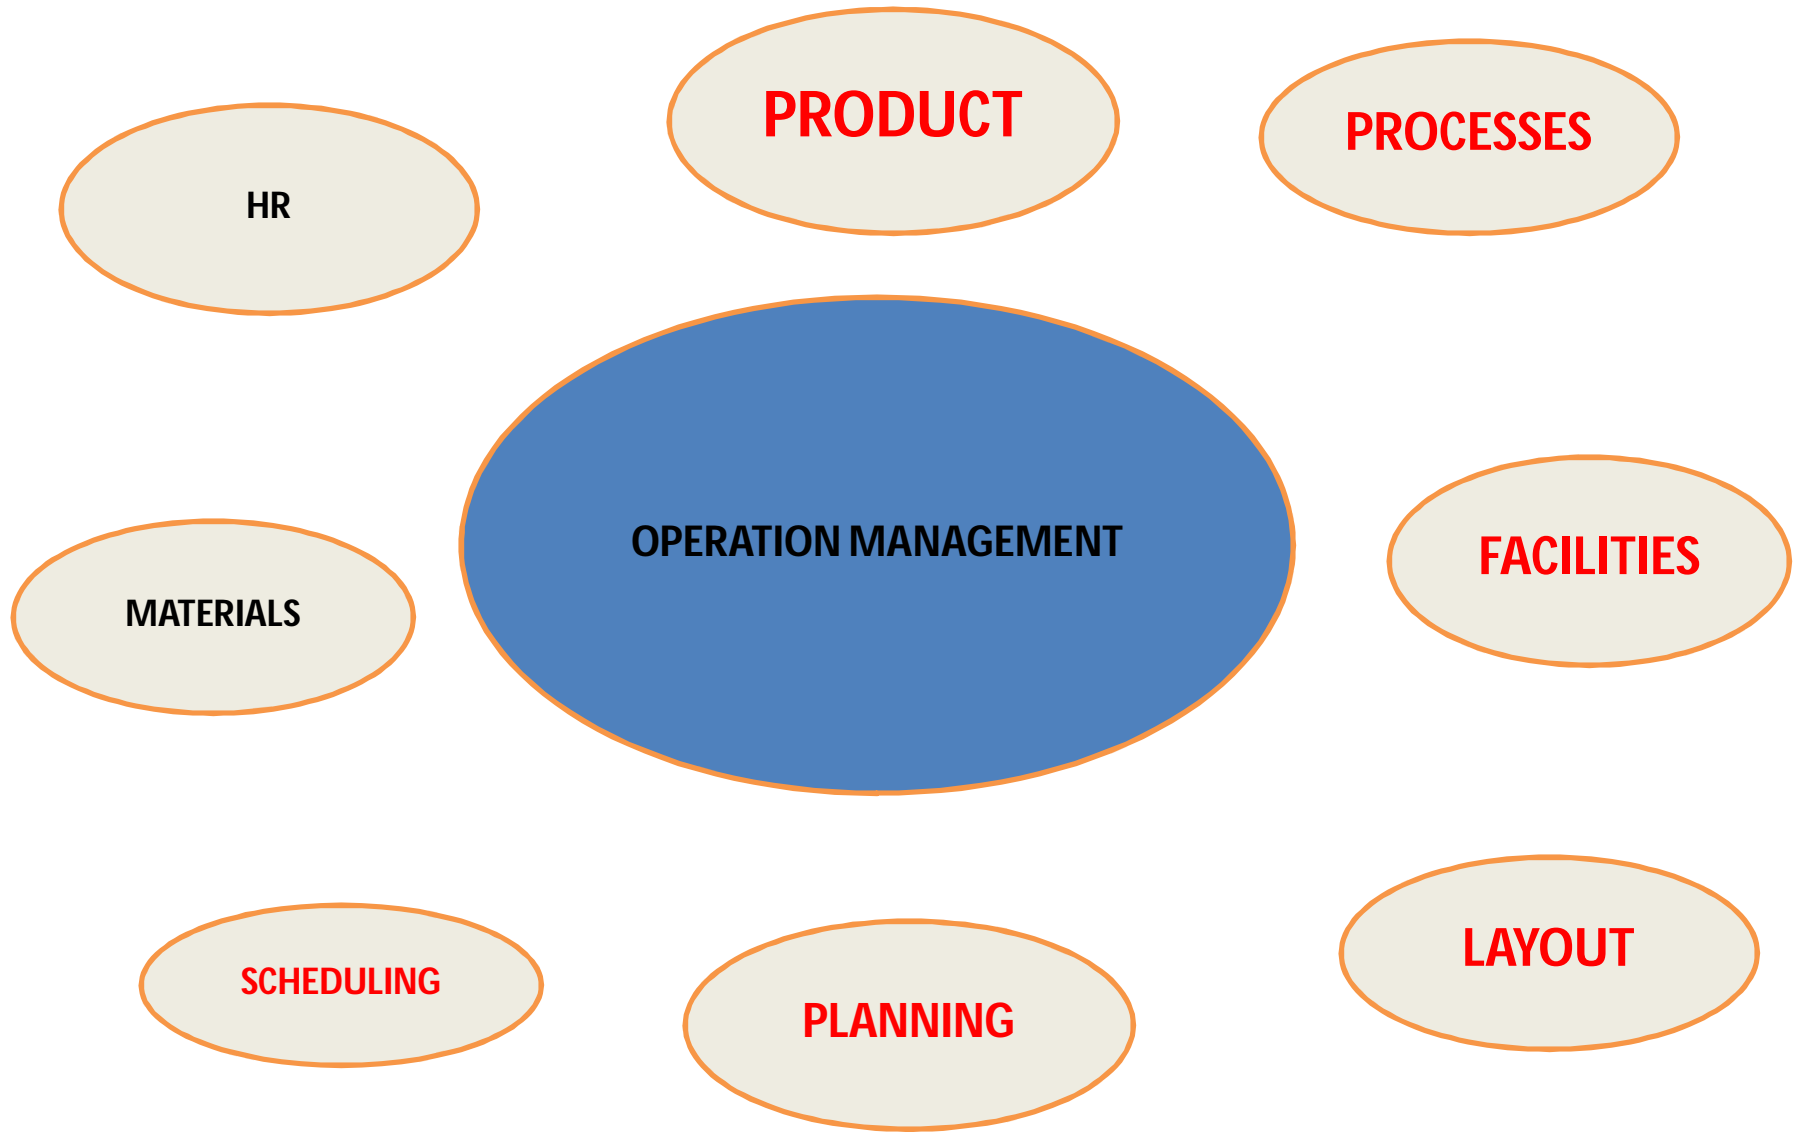 PRODUCT
PROCESSES
HR
OPERATION MANAGEMENT
FACILITIES
MATERIALS
LAYOUT
SCHEDULING
PLANNING